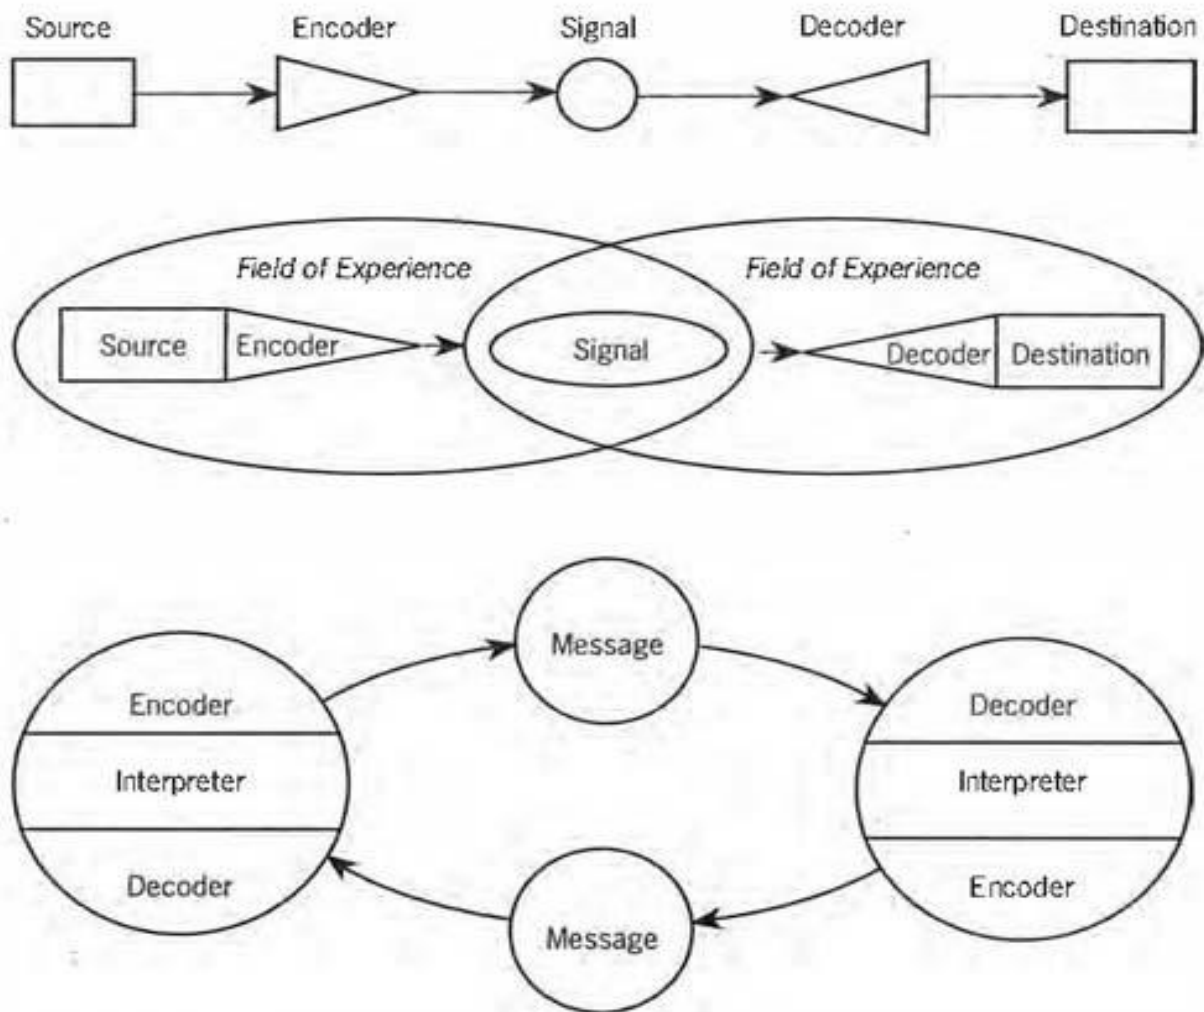 Source Encoder Signal Decoder Destination
Field of Experience Field of Experience
Source Encoder Signal Decoder Destination
Message
Encoder Decoder
Interpreter Interpreter
Decoder Encoder
Message